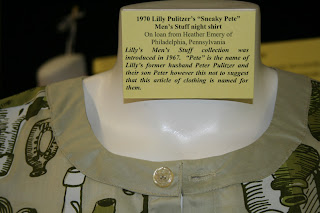 1970 Lilly Pulitzer's "Sneaky Pete"
Men's Stuff night shirt
On loan from Heather Emery of
Philadelphia, Pennsylvania
Lilly's Men's Stuff collection was
introduced in 1967. "Pete" is the name of
Lilly's former husband Peter Pulitzer and
their son Peter however this not to suggest
that this article of clothing is named for
them.